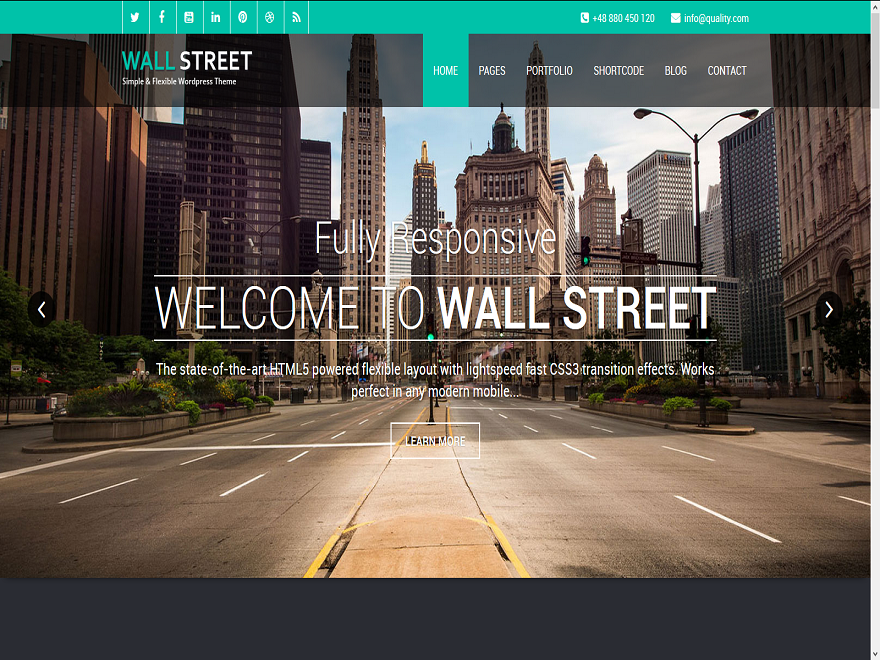 +48 880 450 120 info@quality.com
WALL STREET
Simple & Flexible Wordpress Theme
HOME PAGES PORTFOLIO SHORTCODE BLOG CONTACT
Fully Responsive
WELCOME TO WALL STREET
The state-of-the-art HTML5 powered flexible layout with lightspeed fast CSS3 transition effects. Works
perfect in any modern mobile...
LEARN MORE